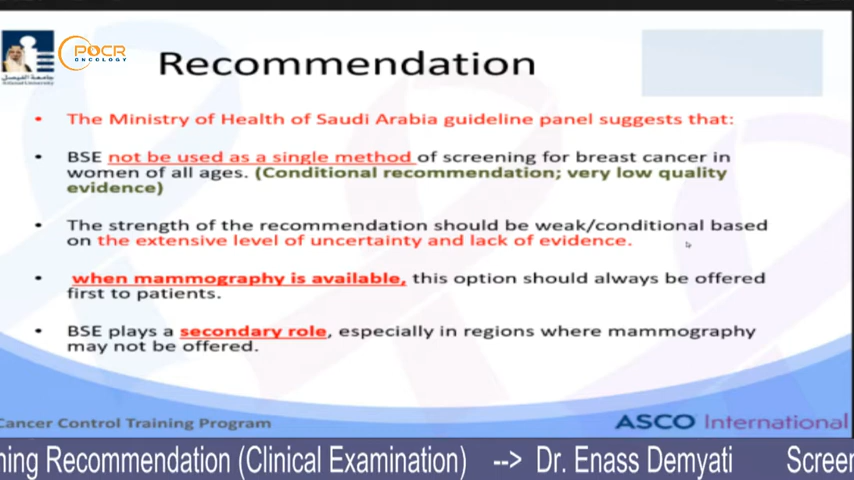 POCR
ONCOLOGY
جامعة الفيصل
Recommendation
• The Ministry of Health of Saudi Arabia guideline panel suggests that:
• BSE not be used as a single method of screening for breast cancer in
women of all ages. (Conditional recommendation; very low quality
evidence)
• The strength of the recommendation should be weak/conditional based
on the extensive level of uncertainty and lack of evidence.
• when mammography is available, this option should always be offered
first to patients.
• BSE plays a secondary role, especially in regions where mammography
may not be offered.
Cancer Control Training Program
ASCO International
ning Recommendation (Clinical Examination) --> Dr. Enass Demyati Screer